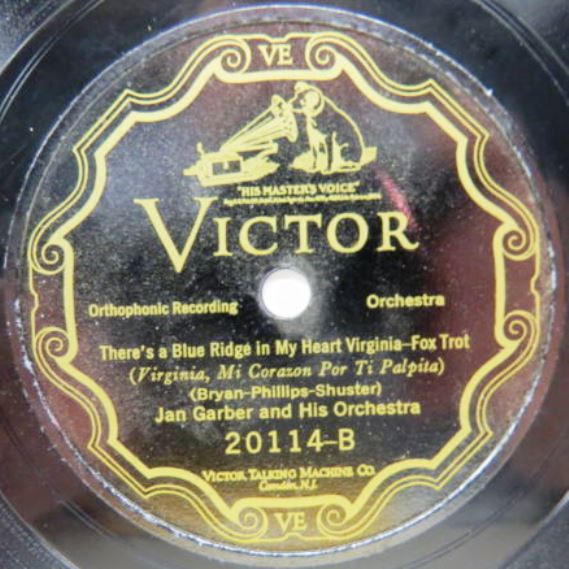 VE
"HIS MASTER'S VOICE"
VICTOR
Orthophonic Recording
Orchestra
There's a Blue Ridge in My Heart Virginia-Fox Trot
(Virginia, Mi Corazon Por Ti Palpita)
(Bryan-Phillips-Shuster)
Jan Garber and His Orchestra
20114-B
VICTOR TALKING MACHINE CO.
Camden, N.J.
VE